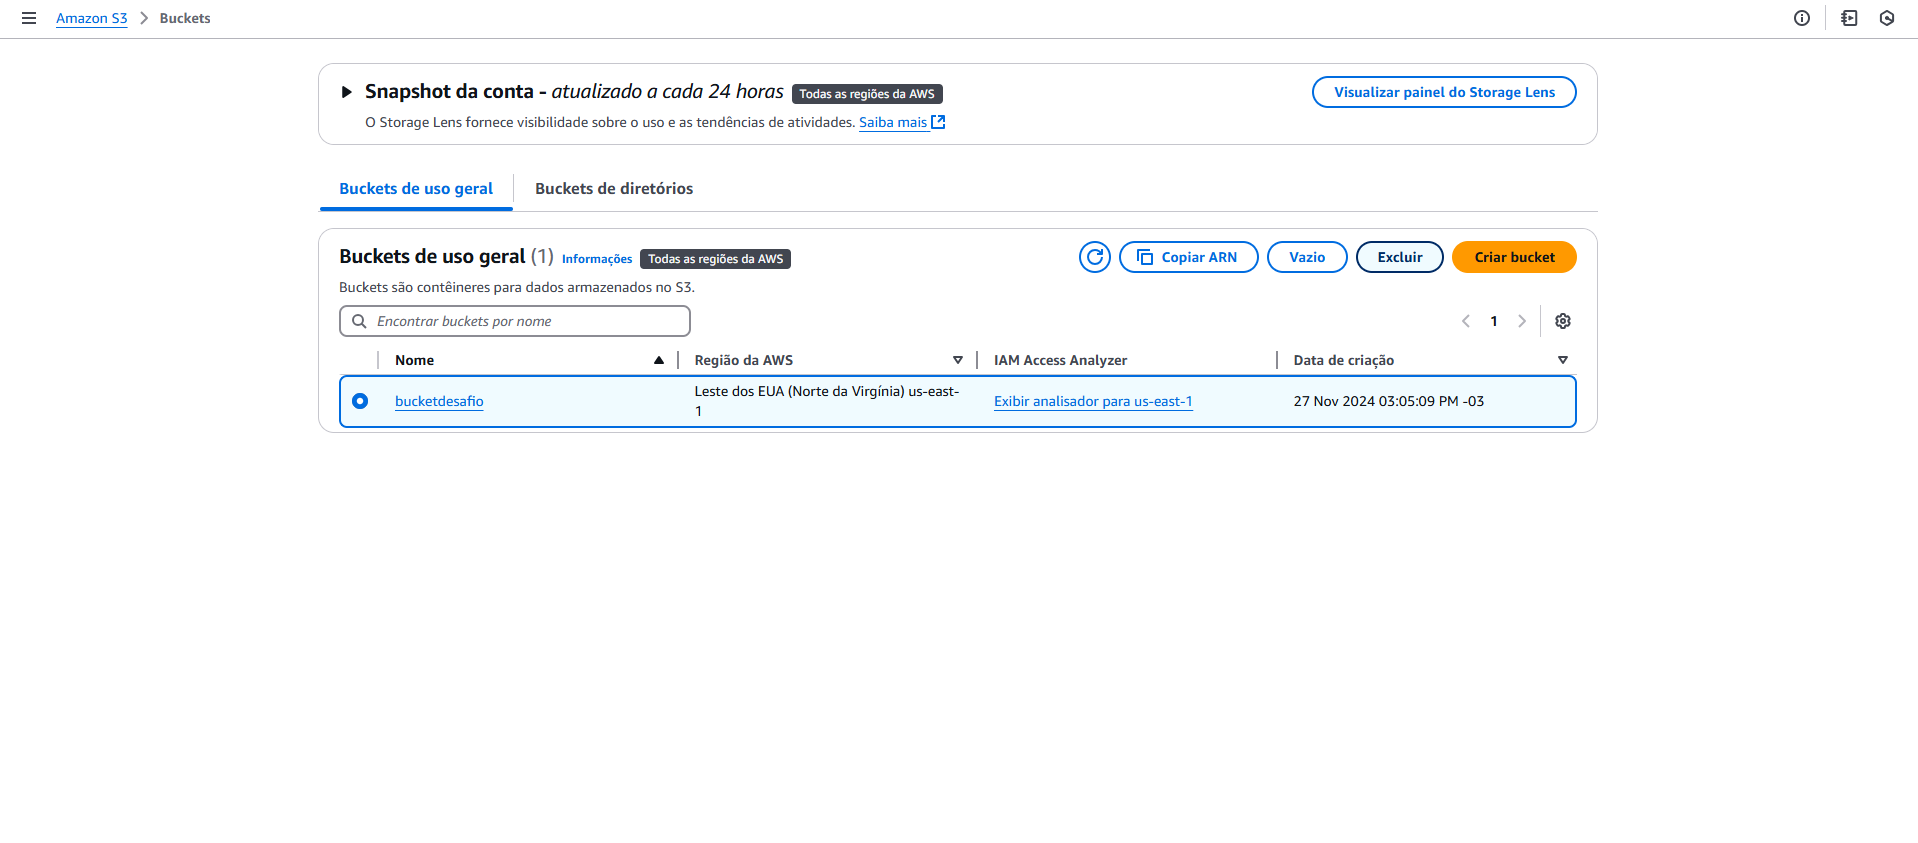 Amazon S3 > Buckets
Snapshot da conta - atualizado a cada 24 horas Todas as regiões da AWS
Visualizar painel do Storage Lens
O Storage Lens fornece visibilidade sobre o uso e as tendências de atividades. Saiba mais
Buckets de uso geral
Buckets de diretórios
Buckets de uso geral (1) Informações Todas as regiões da AWS
Copiar ARN
Vazio
Excluir
Criar bucket
Buckets são contêineres para dados armazenados no S3.
Encontrar buckets por nome
1
Nome
Região da AWS
IAM Access Analyzer
Data de criação
bucketdesafio
Leste dos EUA (Norte da Virgínia) us-east-
1
Exibir analisador para us-east-1
27 Nov 2024 03:05:09 PM -03